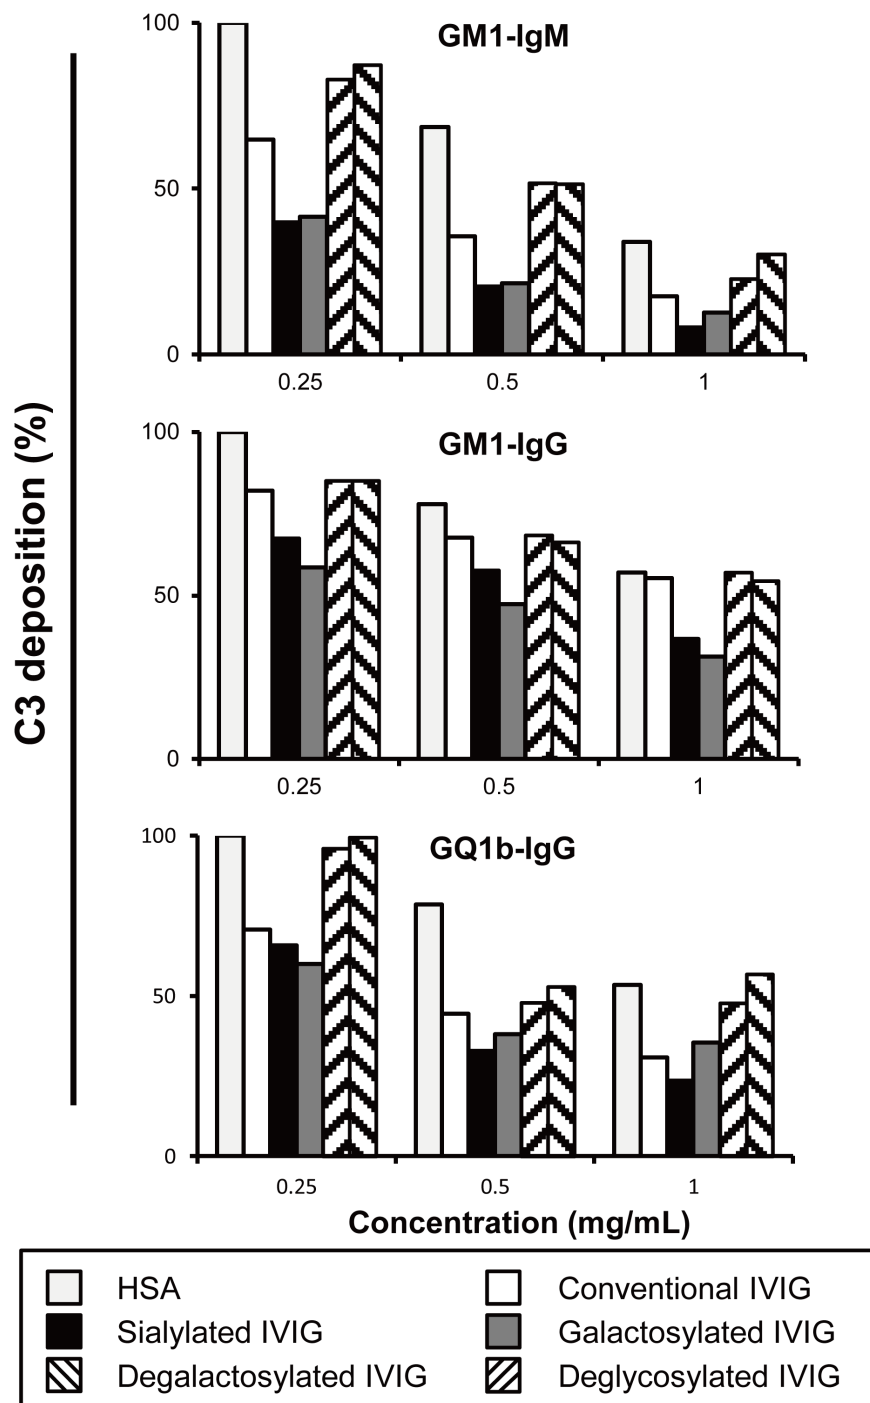 C3 deposition (%)
GM1-IgM
100
50
0
0.25 0.5 1
GM1-IgG
100
50
0
0.25 0.5 1
GQ1b-IgG
100
50
0
0.25 0.5 1
Concentration (mg/mL)
HSA Conventional IVIG
Sialylated IVIG Galactosylated IVIG
Degalactosylated IVIG Deglycosylated IVIG